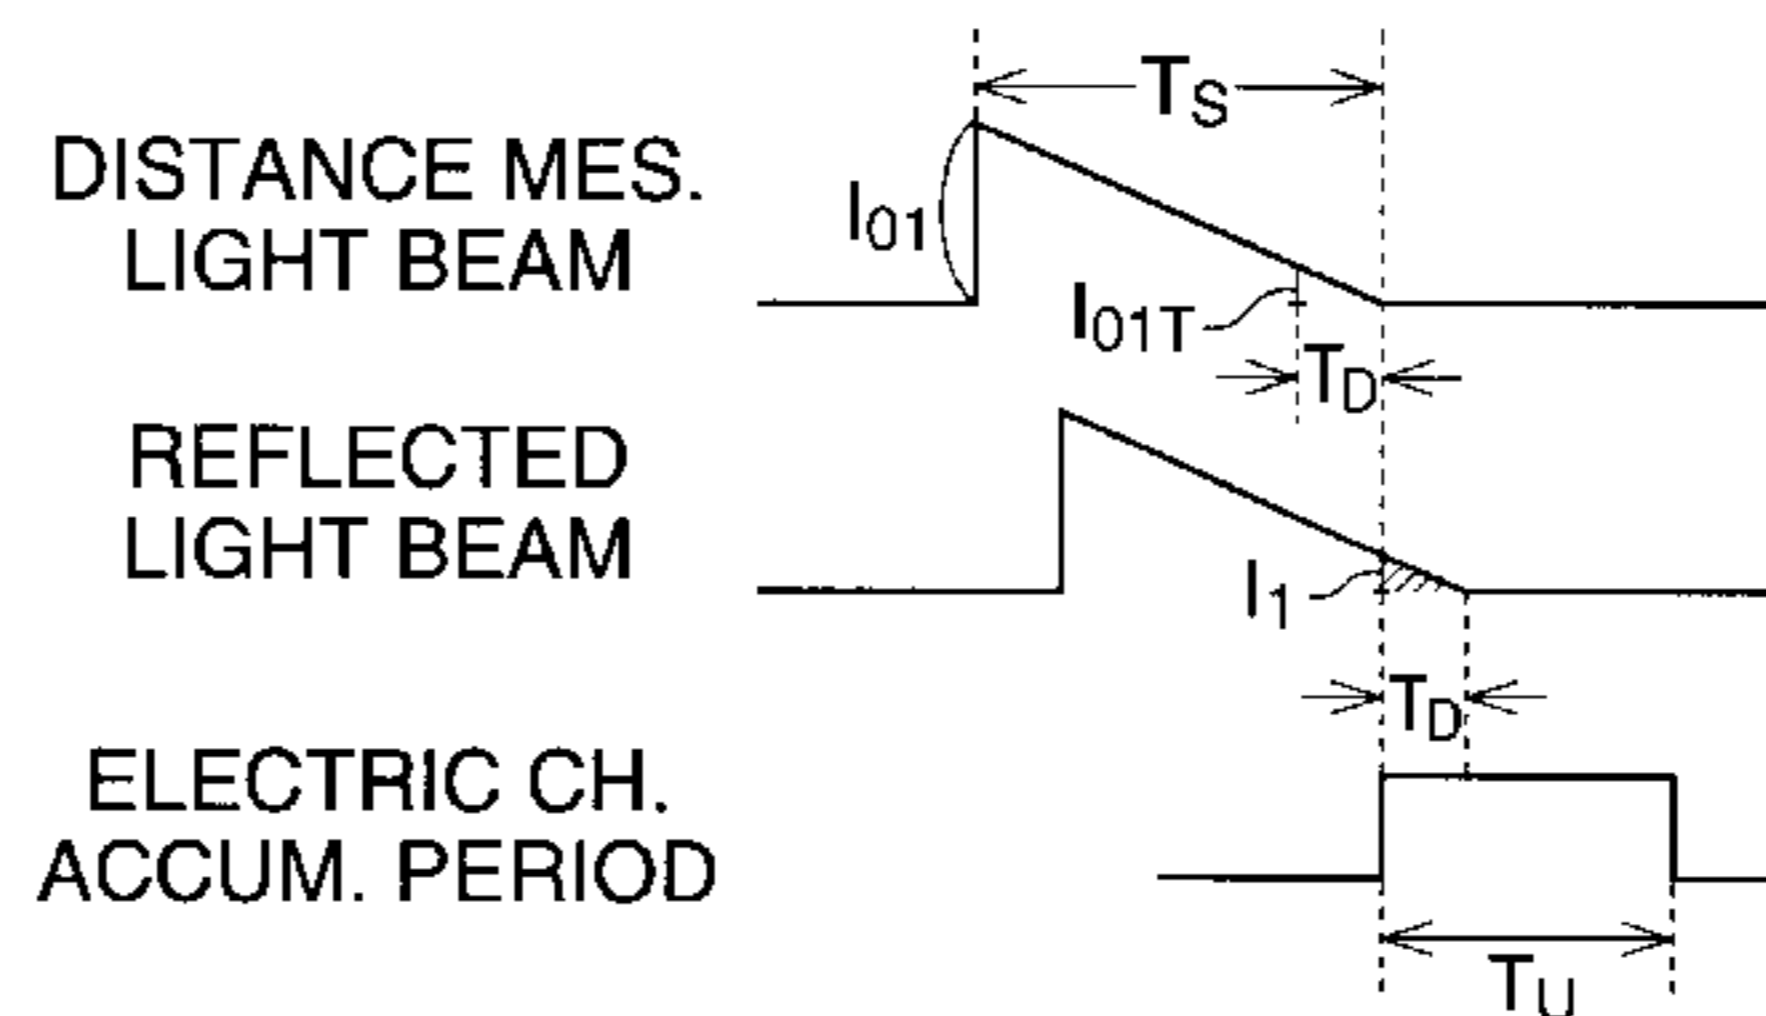 TS
DISTANCE MES.
LIGHT BEAM
I01
I01T
TD
REFLECTED
LIGHT BEAM
I1
TD
ELECTRIC CH.
ACCUM. PERIOD
TU